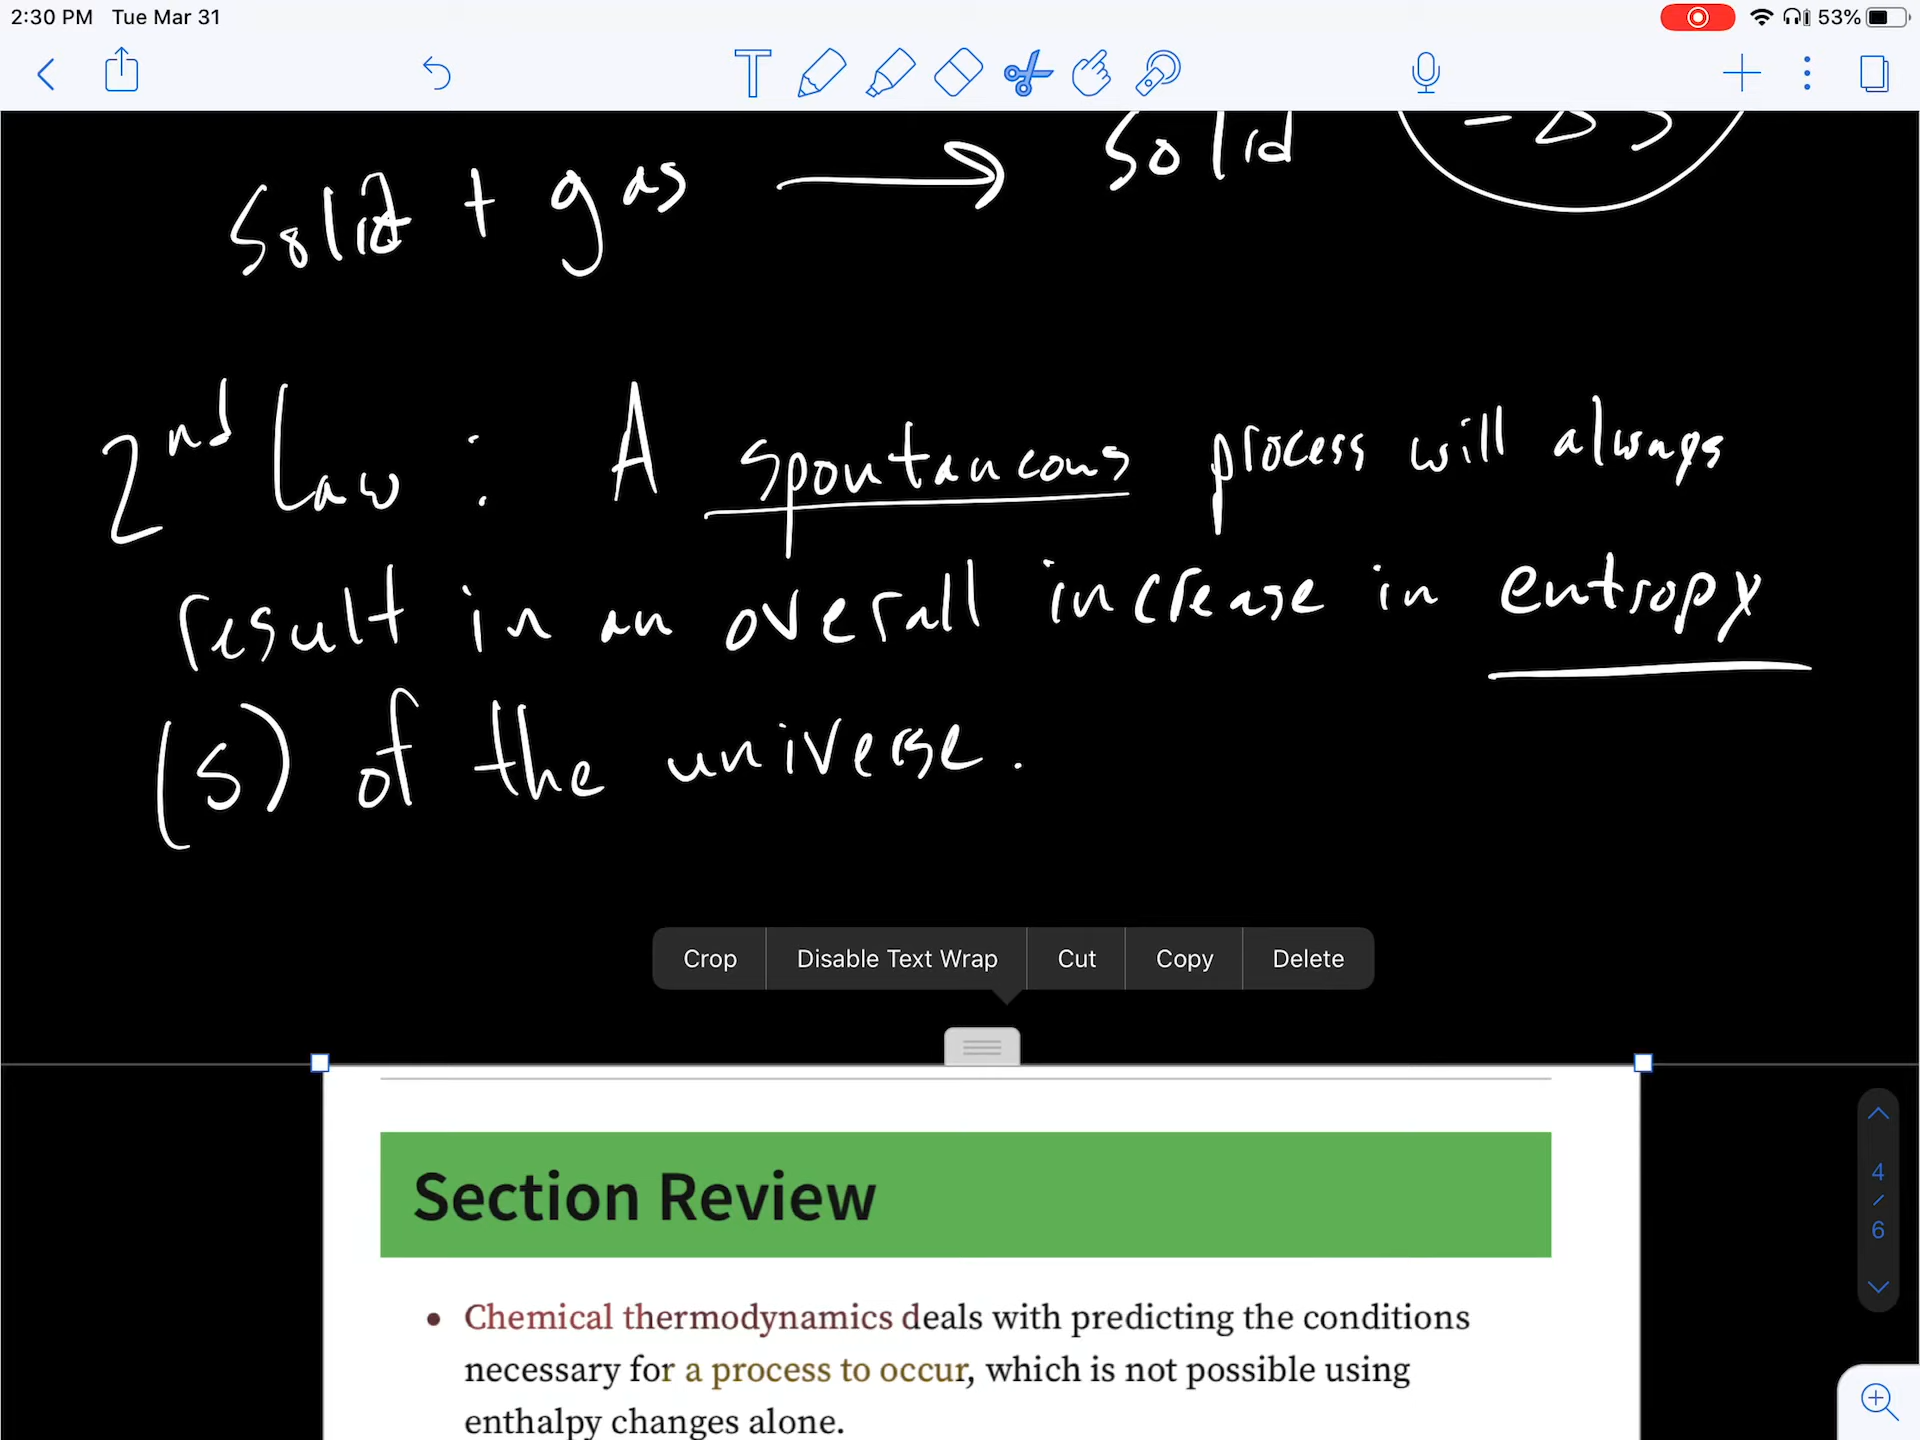 2:30 PM Tue Mar 31 53%
T
solid + gas → solid - ΔS
2nd Law : A spontaneous process will always
result in an overall increase in entropy
(S) of the universe.
Crop Disable Text Wrap Cut Copy Delete
Section Review
• Chemical thermodynamics deals with predicting the conditions
necessary for a process to occur, which is not possible using
enthalpy changes alone.
4
/
6